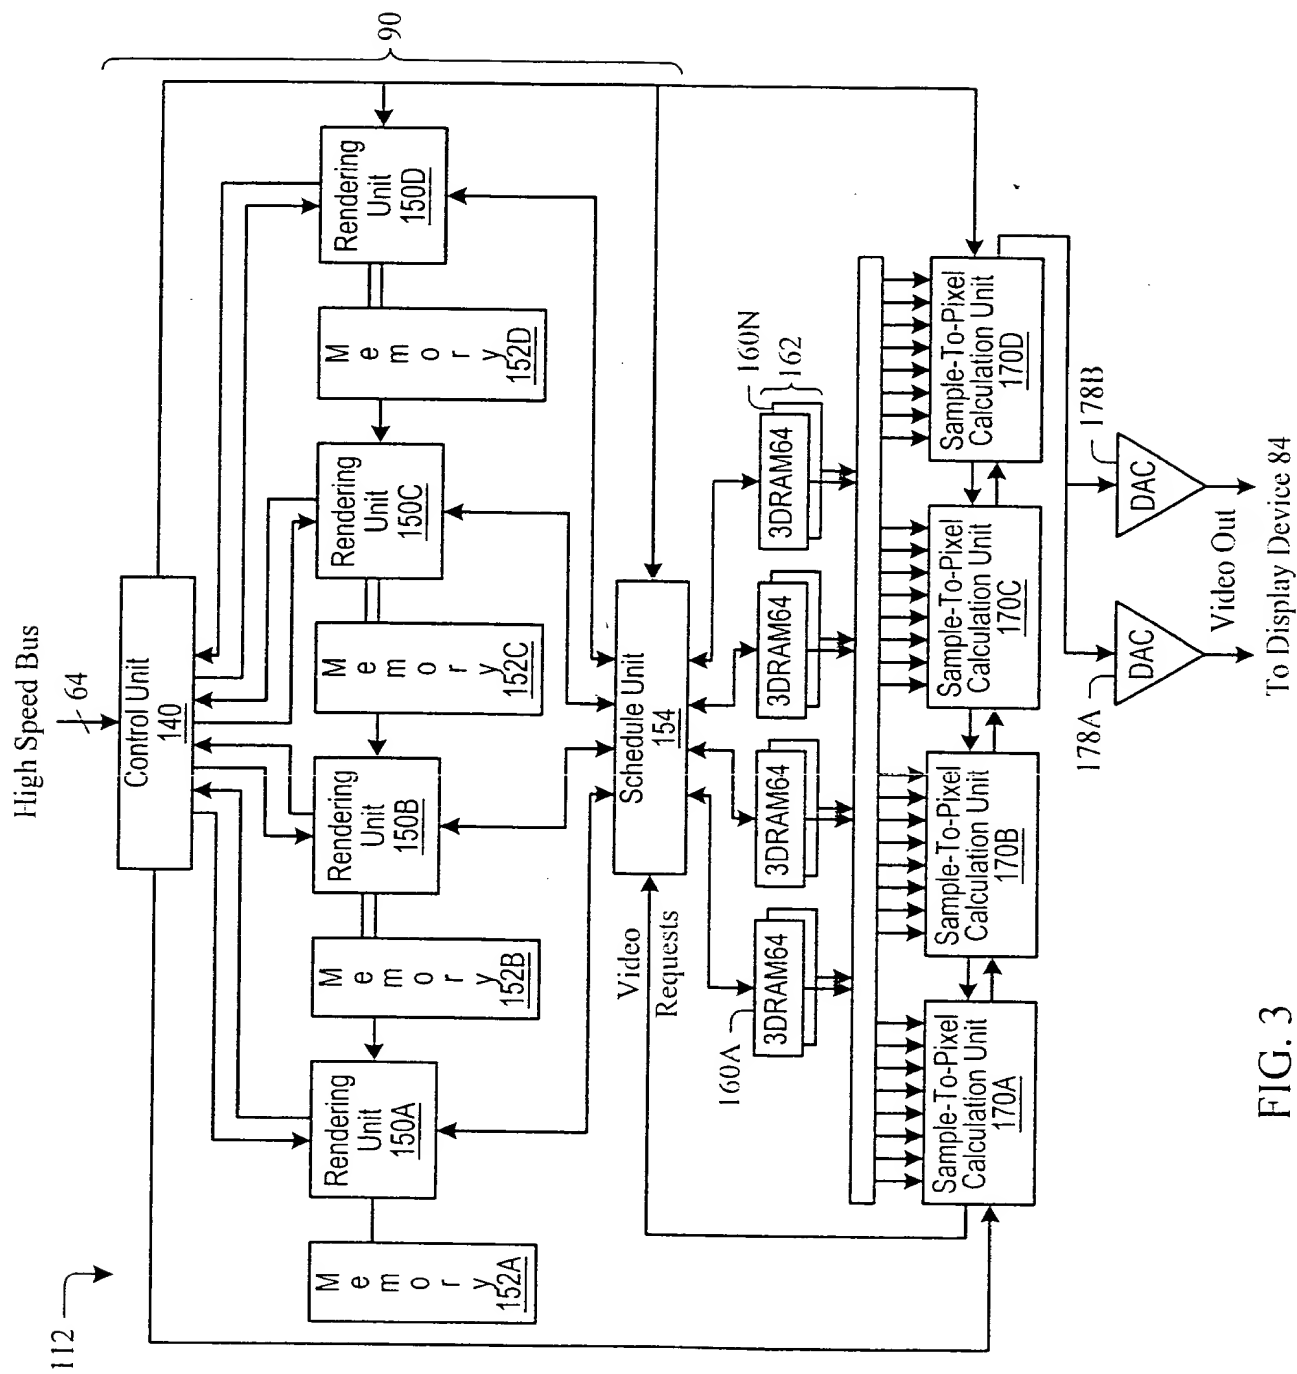 112
High Speed Bus
64
Control Unit
140
90
Memory
152A
Rendering
Unit
150A
Memory
152B
Rendering
Unit
150B
Memory
152C
Rendering
Unit
150C
Memory
152D
Rendering
Unit
150D
Video
Requests
Schedule Unit
154
160A
3DRAM64
3DRAM64
3DRAM64
3DRAM64
160N
162
Sample-To-Pixel
Calculation Unit
170A
Sample-To-Pixel
Calculation Unit
170B
Sample-To-Pixel
Calculation Unit
170C
Sample-To-Pixel
Calculation Unit
170D
178A
DAC
DAC
178B
Video Out
To Display Device 84
FIG. 3